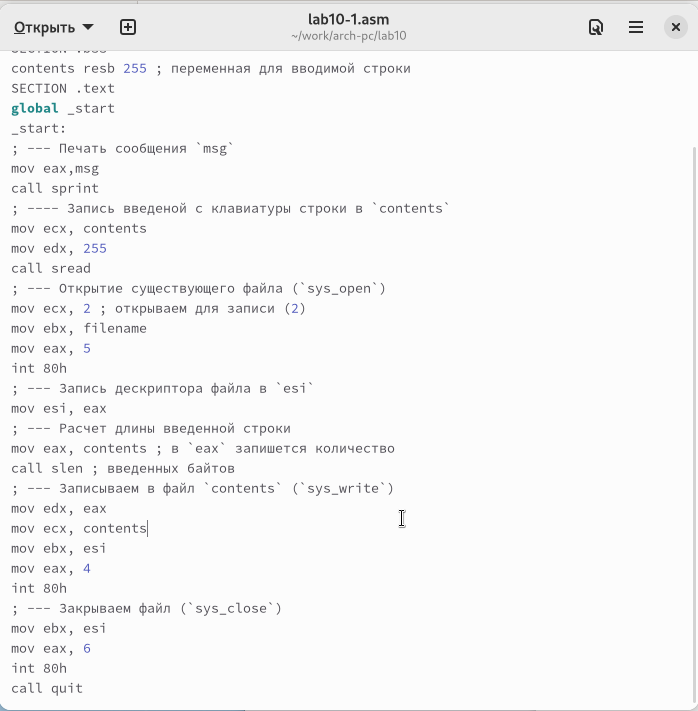 Открыть
lab10-1.asm
~/work/arch-pc/lab10
SECTION .bss
contents resb 255 ; переменная для вводимой строки
SECTION .text
global _start
_start:
; --- Печать сообщения `msg`
mov eax,msg
call sprint
; ---- Запись введеной с клавиатуры строки в `contents`
mov ecx, contents
mov edx, 255
call sread
; --- Открытие существующего файла (`sys_open`)
mov ecx, 2 ; открываем для записи (2)
mov ebx, filename
mov eax, 5
int 80h
; --- Запись дескриптора файла в `esi`
mov esi, eax
; --- Расчет длины введенной строки
mov eax, contents ; в `eax` запишется количество
call slen ; введенных байтов
; --- Записываем в файл `contents` (`sys_write`)
mov edx, eax
mov ecx, contents
mov ebx, esi
mov eax, 4
int 80h
; --- Закрываем файл (`sys_close`)
mov ebx, esi
mov eax, 6
int 80h
call quit